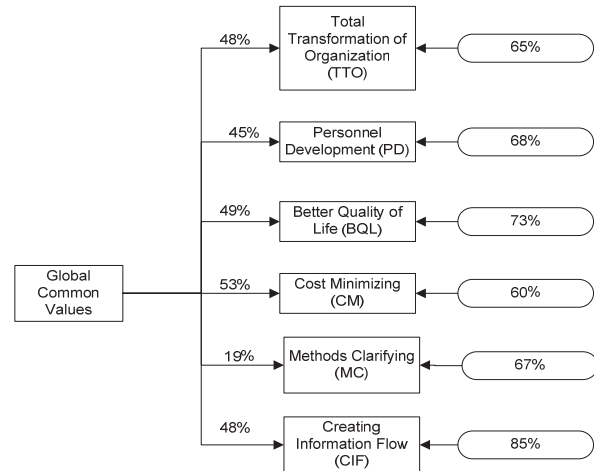 48%
Total
Transformation of
Organization
(TTO)
65%
45%
Personnel
Development (PD)
68%
49%
Better Quality of
Life (BQL)
73%
Global
Common
Values
53%
Cost Minimizing
(CM)
60%
19%
Methods Clarifying
(MC)
67%
48%
Creating
Information Flow
(CIF)
85%